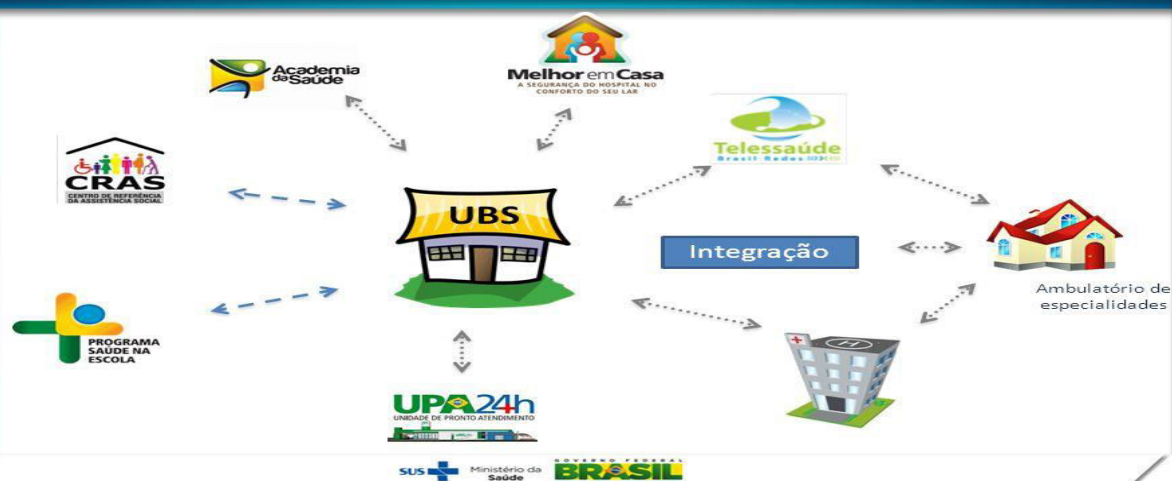 Academia
da Saúde
Melhor em Casa
A SEGURANÇA DO HOSPITAL NO
CONFORTO DO SEU LAR
Telessaúde
Brasil-Redes
CRAS
CENTRO DE REFERÊNCIA
DA ASSISTÊNCIA SOCIAL
UBS
Integração
Ambulatório de
especialidades
PROGRAMA
SAÚDE NA
ESCOLA
H
UPA24h
UNIDADE DE PRONTO ATENDIMENTO
SUS
Ministério da
Saúde
GOVERNO FEDERAL
BRASIL